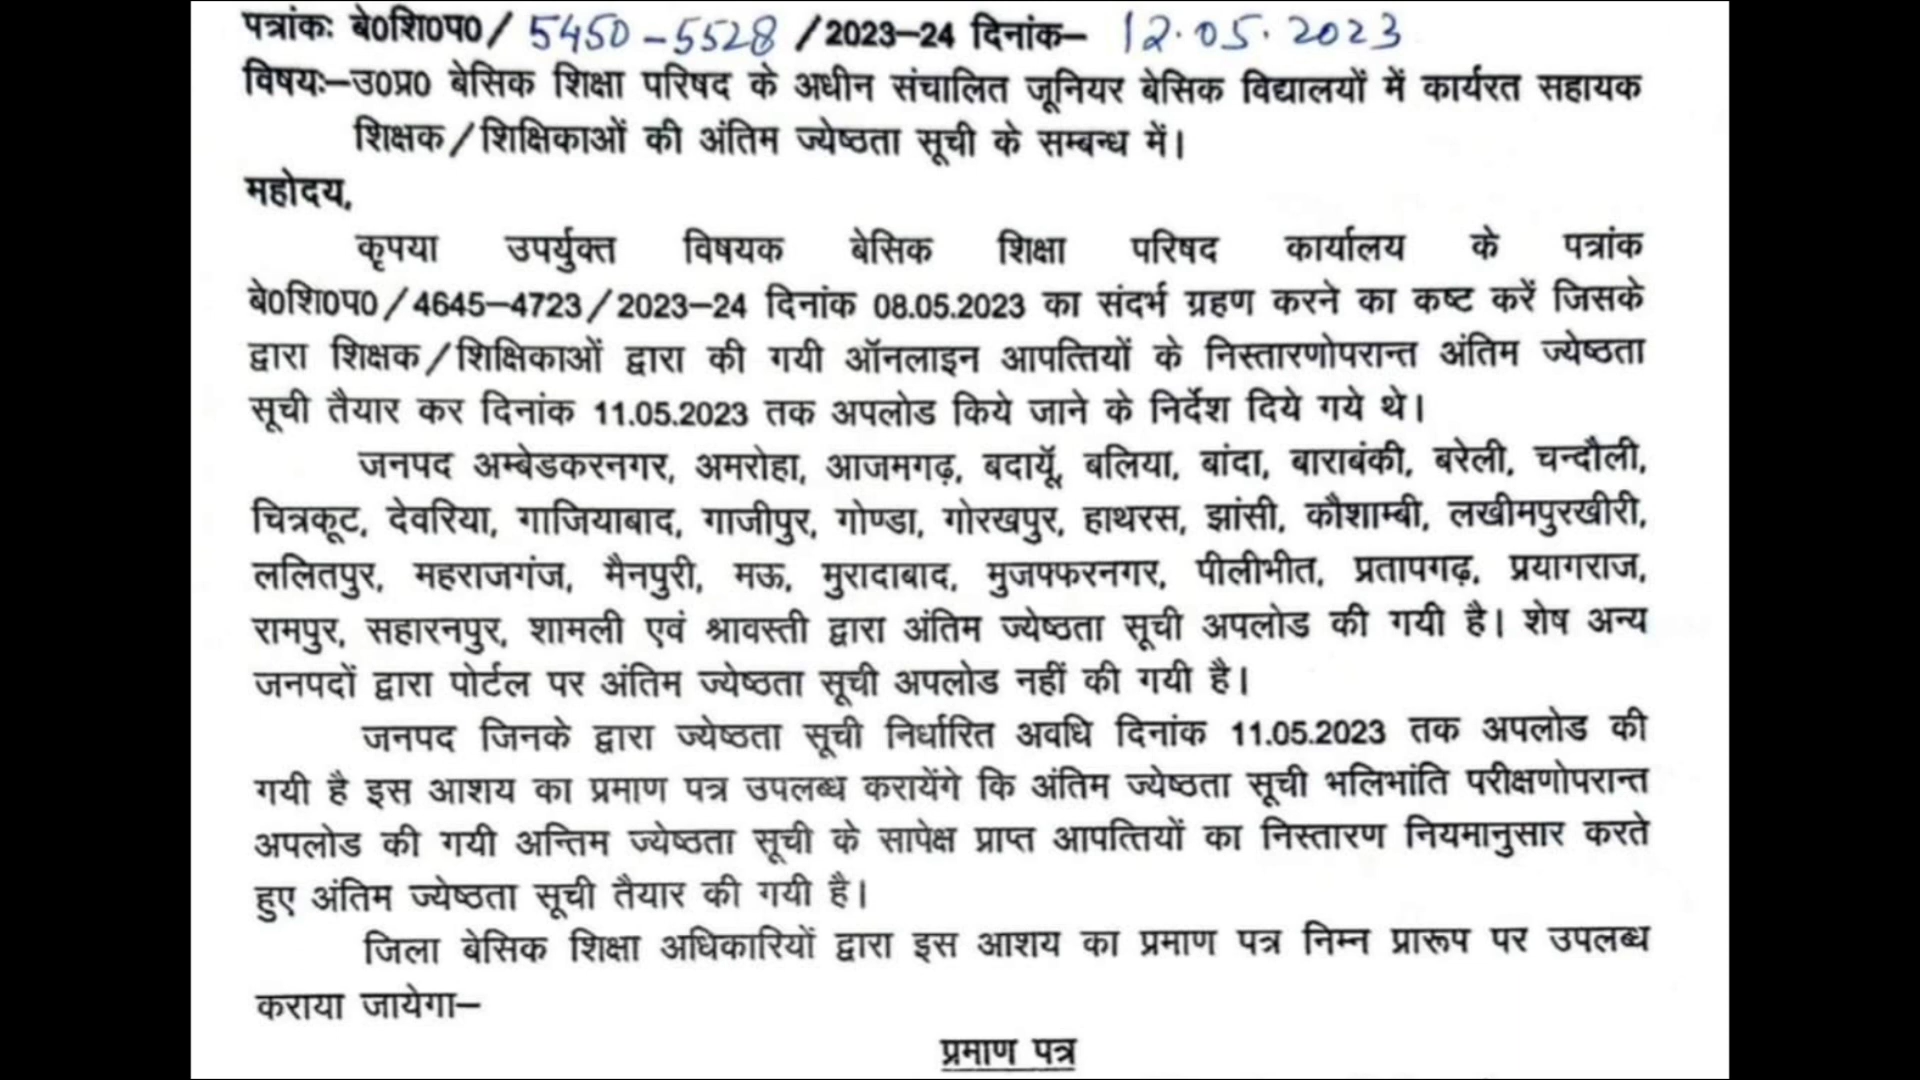 पत्रांकः बे0शि0प0/ 5450-5528 /2023-24 दिनांक- 12.05.2023
विषयः-उ0प्र0 बेसिक शिक्षा परिषद के अधीन संचालित जूनियर बेसिक विद्यालयों में कार्यरत सहायक
शिक्षक/शिक्षिकाओं की अंतिम ज्येष्ठता सूची के सम्बन्ध में।
महोदय,
कृपया उपर्युक्त विषयक बेसिक शिक्षा परिषद कार्यालय के पत्रांक
बे0शि0प0/4645-4723/2023-24 दिनांक 08.05.2023 का संदर्भ ग्रहण करने का कष्ट करें जिसके
द्वारा शिक्षक/शिक्षिकाओं द्वारा की गयी ऑनलाइन आपत्तियों के निस्तारणोपरान्त अंतिम ज्येष्ठता
सूची तैयार कर दिनांक 11.05.2023 तक अपलोड किये जाने के निर्देश दिये गये थे।
जनपद अम्बेडकरनगर, अमरोहा, आजमगढ़, बदायूॅ, बलिया, बांदा, बाराबंकी, बरेली, चन्दौली,
चित्रकूट, देवरिया, गाजियाबाद, गाजीपुर, गोण्डा, गोरखपुर, हाथरस, झांसी, कौशाम्बी, लखीमपुरखीरी,
ललितपुर, महराजगंज, मैनपुरी, मऊ, मुरादाबाद, मुजफ्फरनगर, पीलीभीत, प्रतापगढ़, प्रयागराज,
रामपुर, सहारनपुर, शामली एवं श्रावस्ती द्वारा अंतिम ज्येष्ठता सूची अपलोड की गयी है। शेष अन्य
जनपदों द्वारा पोर्टल पर अंतिम ज्येष्ठता सूची अपलोड नहीं की गयी है।
जनपद जिनके द्वारा ज्येष्ठता सूची निर्धारित अवधि दिनांक 11.05.2023 तक अपलोड की
गयी है इस आशय का प्रमाण पत्र उपलब्ध करायेंगे कि अंतिम ज्येष्ठता सूची भलिभांति परीक्षणोपरान्त
अपलोड की गयी अन्तिम ज्येष्ठता सूची के सापेक्ष प्राप्त आपत्तियों का निस्तारण नियमानुसार करते
हुए अंतिम ज्येष्ठता सूची तैयार की गयी है।
जिला बेसिक शिक्षा अधिकारियों द्वारा इस आशय का प्रमाण पत्र निम्न प्रारूप पर उपलब्ध
कराया जायेगा-
प्रमाण पत्र